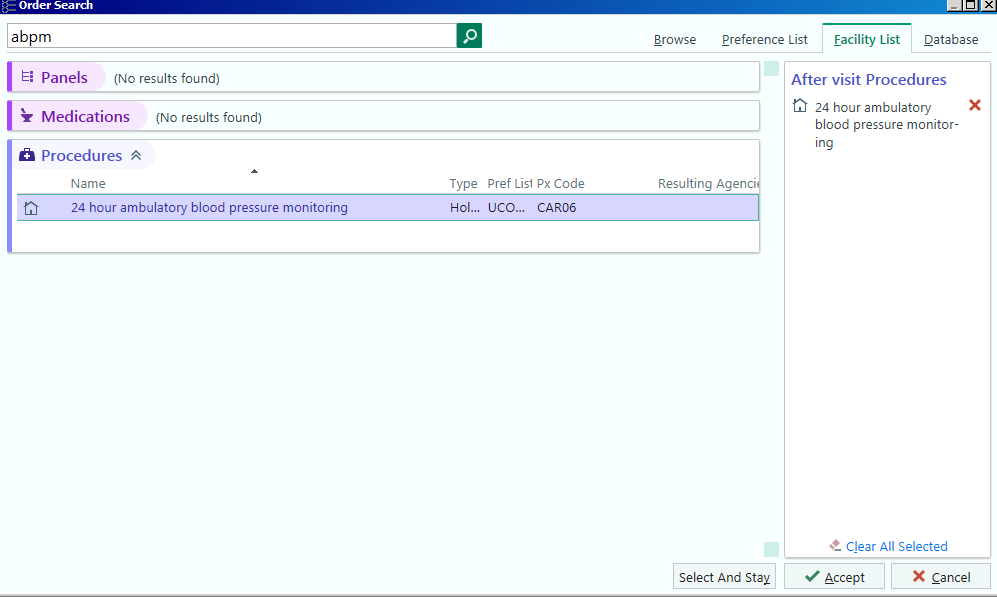 Order Search
abpm
Browse Preference List Facility List Database
Panels (No results found)
Medications (No results found)
Procedures
Name Type Pref List Px Code Resulting Agencie
24 hour ambulatory blood pressure monitoring Hol... UCO... CAR06
After visit Procedures
24 hour ambulatory
blood pressure monitor-
ing
Clear All Selected
Select And Stay Accept Cancel